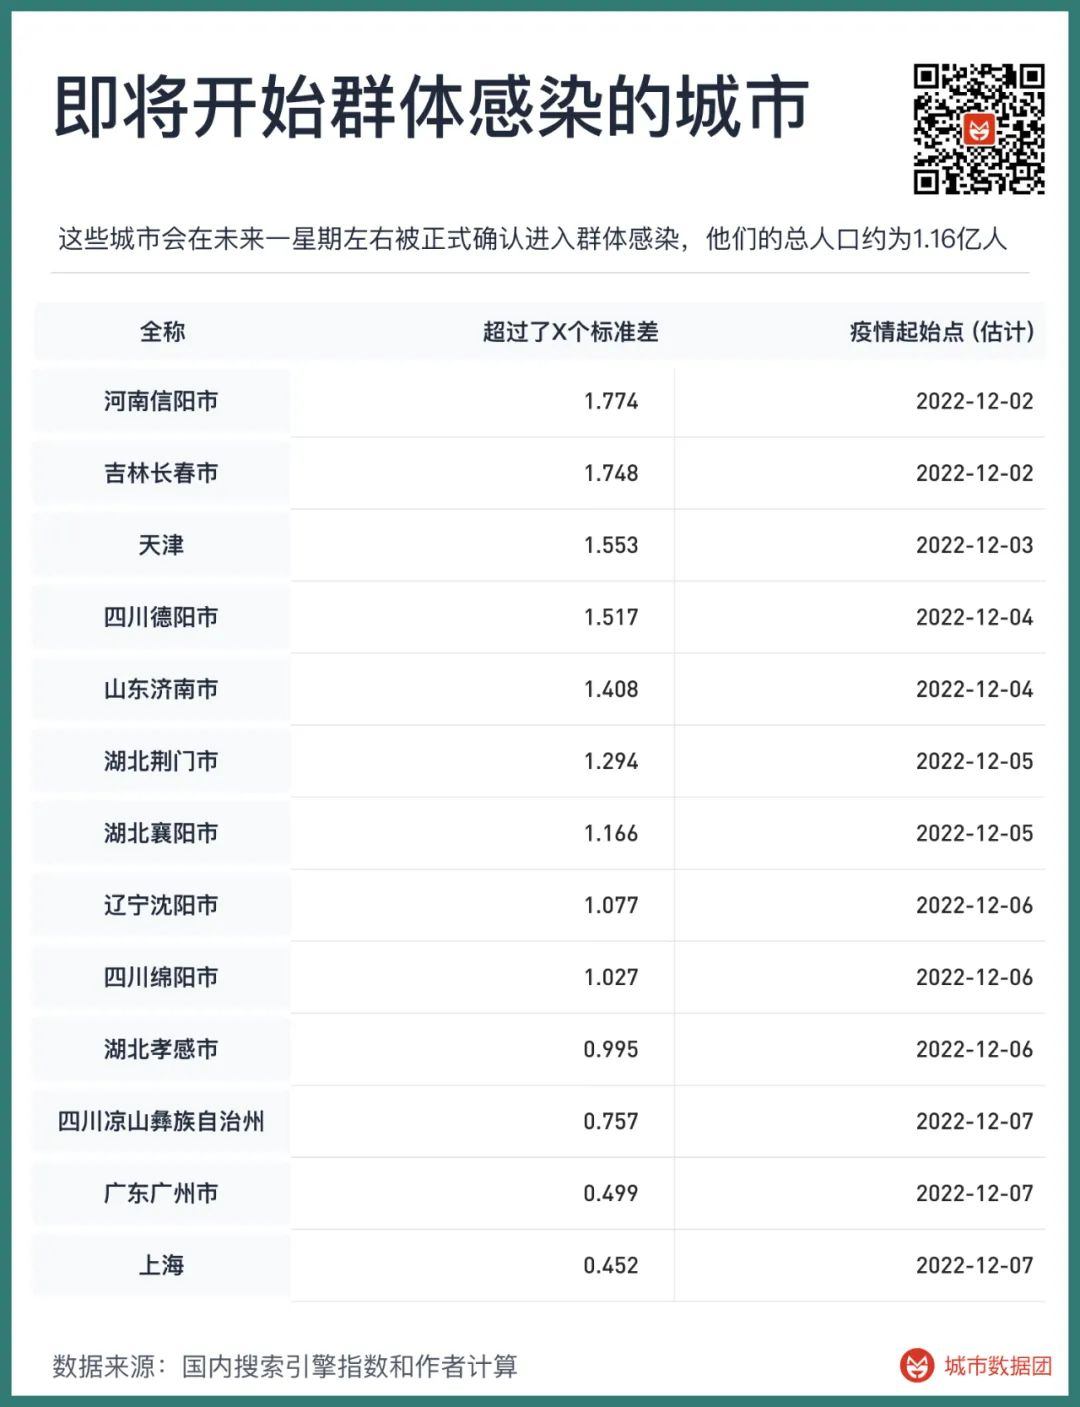 即将开始群体感染的城市
这些城市会在未来一星期左右被正式确认进入群体感染，他们的总人口约为1.16亿人
全称 超过了X个标准差 疫情起始点 (估计)
河南信阳市 1.774 2022-12-02
吉林长春市 1.748 2022-12-02
天津 1.553 2022-12-03
四川德阳市 1.517 2022-12-04
山东济南市 1.408 2022-12-04
湖北荆门市 1.294 2022-12-05
湖北襄阳市 1.166 2022-12-05
辽宁沈阳市 1.077 2022-12-06
四川绵阳市 1.027 2022-12-06
湖北孝感市 0.995 2022-12-06
四川凉山彝族自治州 0.757 2022-12-07
广东广州市 0.499 2022-12-07
上海 0.452 2022-12-07
数据来源：国内搜索引擎指数和作者计算
城市数据团